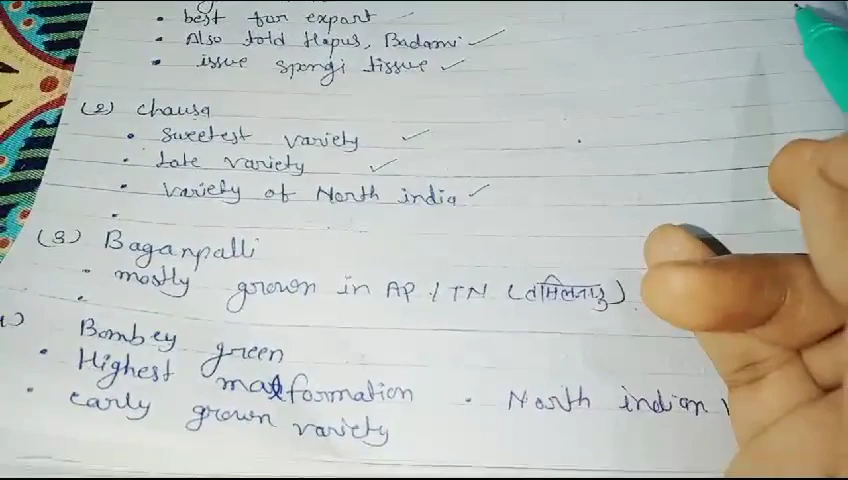 • best for export
• Also told Hapus, Badami
• issue spongi tissue
(2) chausa
• Sweetest variety
• Late variety
• Variety of North india
(3) Baganpalli
• mostly grown in AP / TN (तमिलनाडू)
Bombey green
• Highest malformation • North indian
• early grown variety